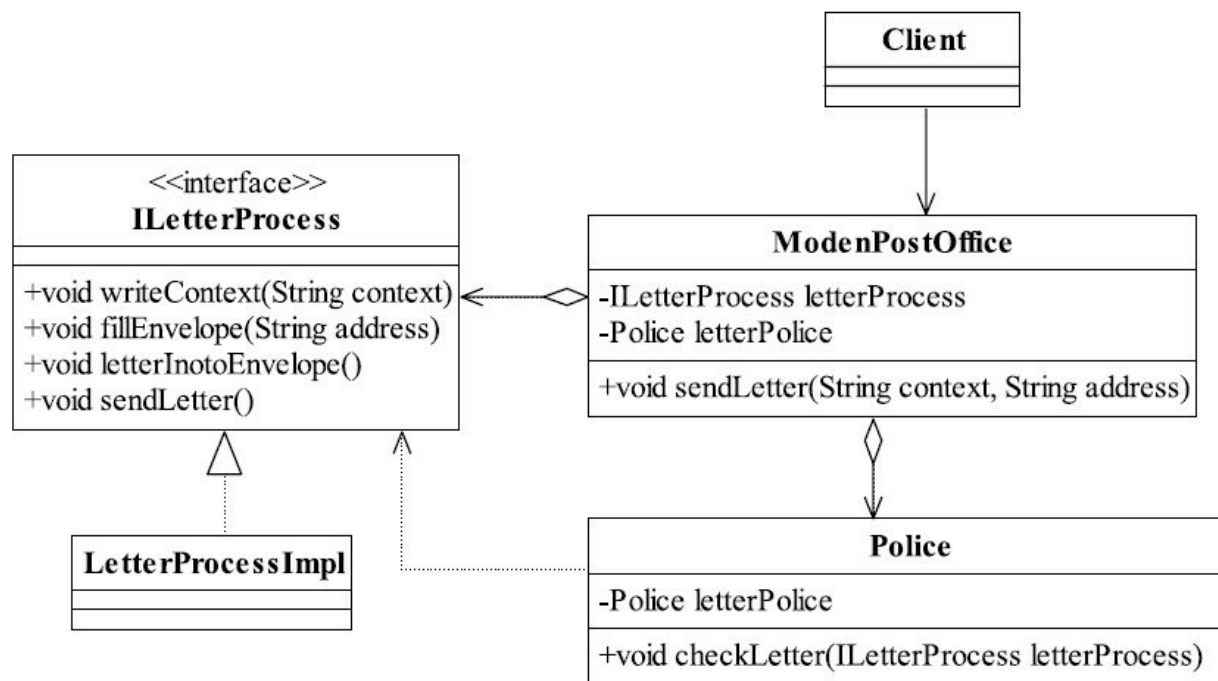 Client
<<interface>>
ILetterProcess
+void writeContext(String context)
+void fillEnvelope(String address)
+void letterInotoEnvelope()
+void sendLetter()
ModenPostOffice
-ILetterProcess letterProcess
-Police letterPolice
+void sendLetter(String context, String address)
LetterProcessImpl
Police
-Police letterPolice
+void checkLetter(ILetterProcess letterProcess)